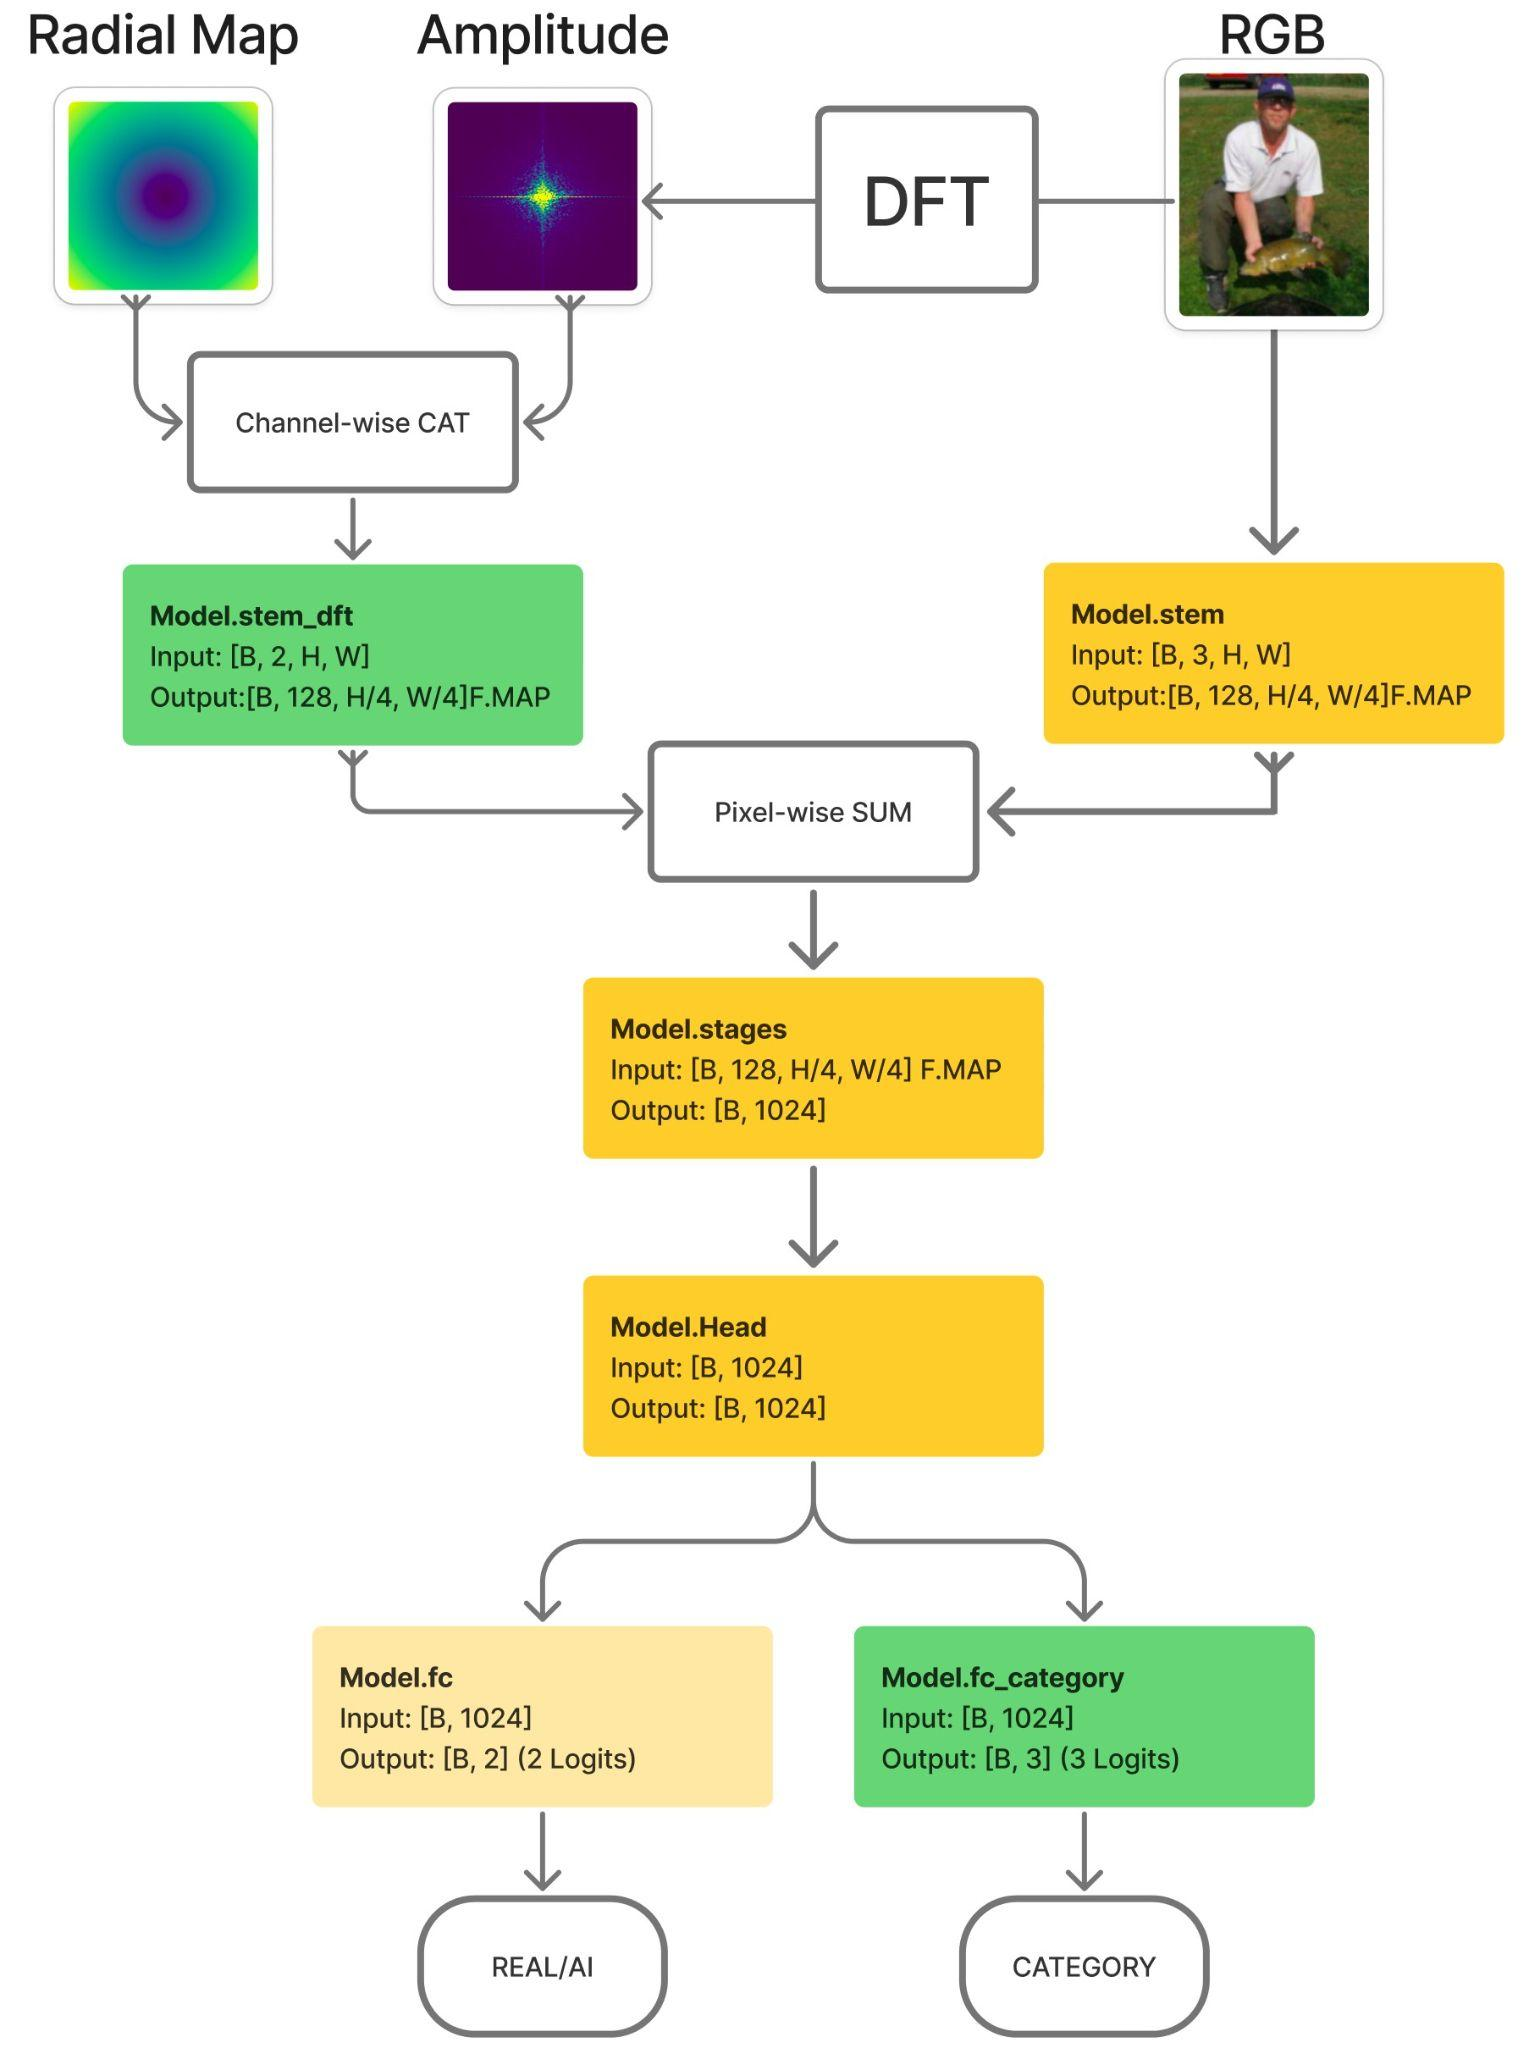 Radial Map
Amplitude
RGB
DFT
Channel-wise CAT
Model.stem_dft
Input: [B, 2, H, W]
Output:[B, 128, H/4, W/4]F.MAP
Model.stem
Input: [B, 3, H, W]
Output:[B, 128, H/4, W/4]F.MAP
Pixel-wise SUM
Model.stages
Input: [B, 128, H/4, W/4] F.MAP
Output: [B, 1024]
Model.Head
Input: [B, 1024]
Output: [B, 1024]
Model.fc
Input: [B, 1024]
Output: [B, 2] (2 Logits)
Model.fc_category
Input: [B, 1024]
Output: [B, 3] (3 Logits)
REAL/AI
CATEGORY